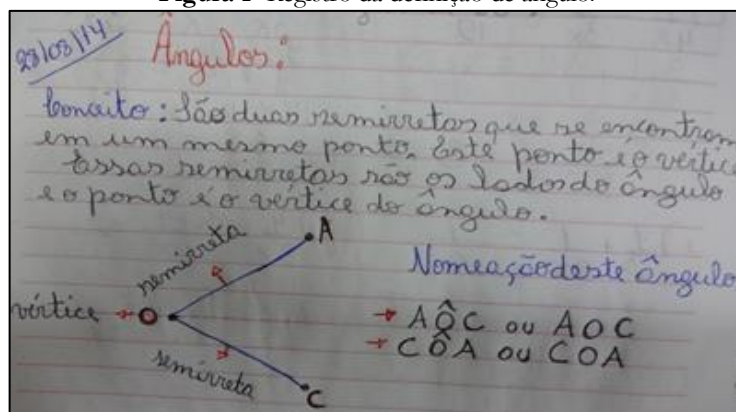 Figura 1 Registro da definição de ângulo.
28/08/14
Ângulos:
Conceito: São duas semirretas que se encontram
em um mesmo ponto. Este ponto é o vértice
Essas semirretas são os lados do ângulo
e o ponto é o vértice do ângulo.
A
semirreta
Nomeação deste ângulo
vértice → O
→ AÔC ou AOC
→ CÔA ou COA
semirreta
C